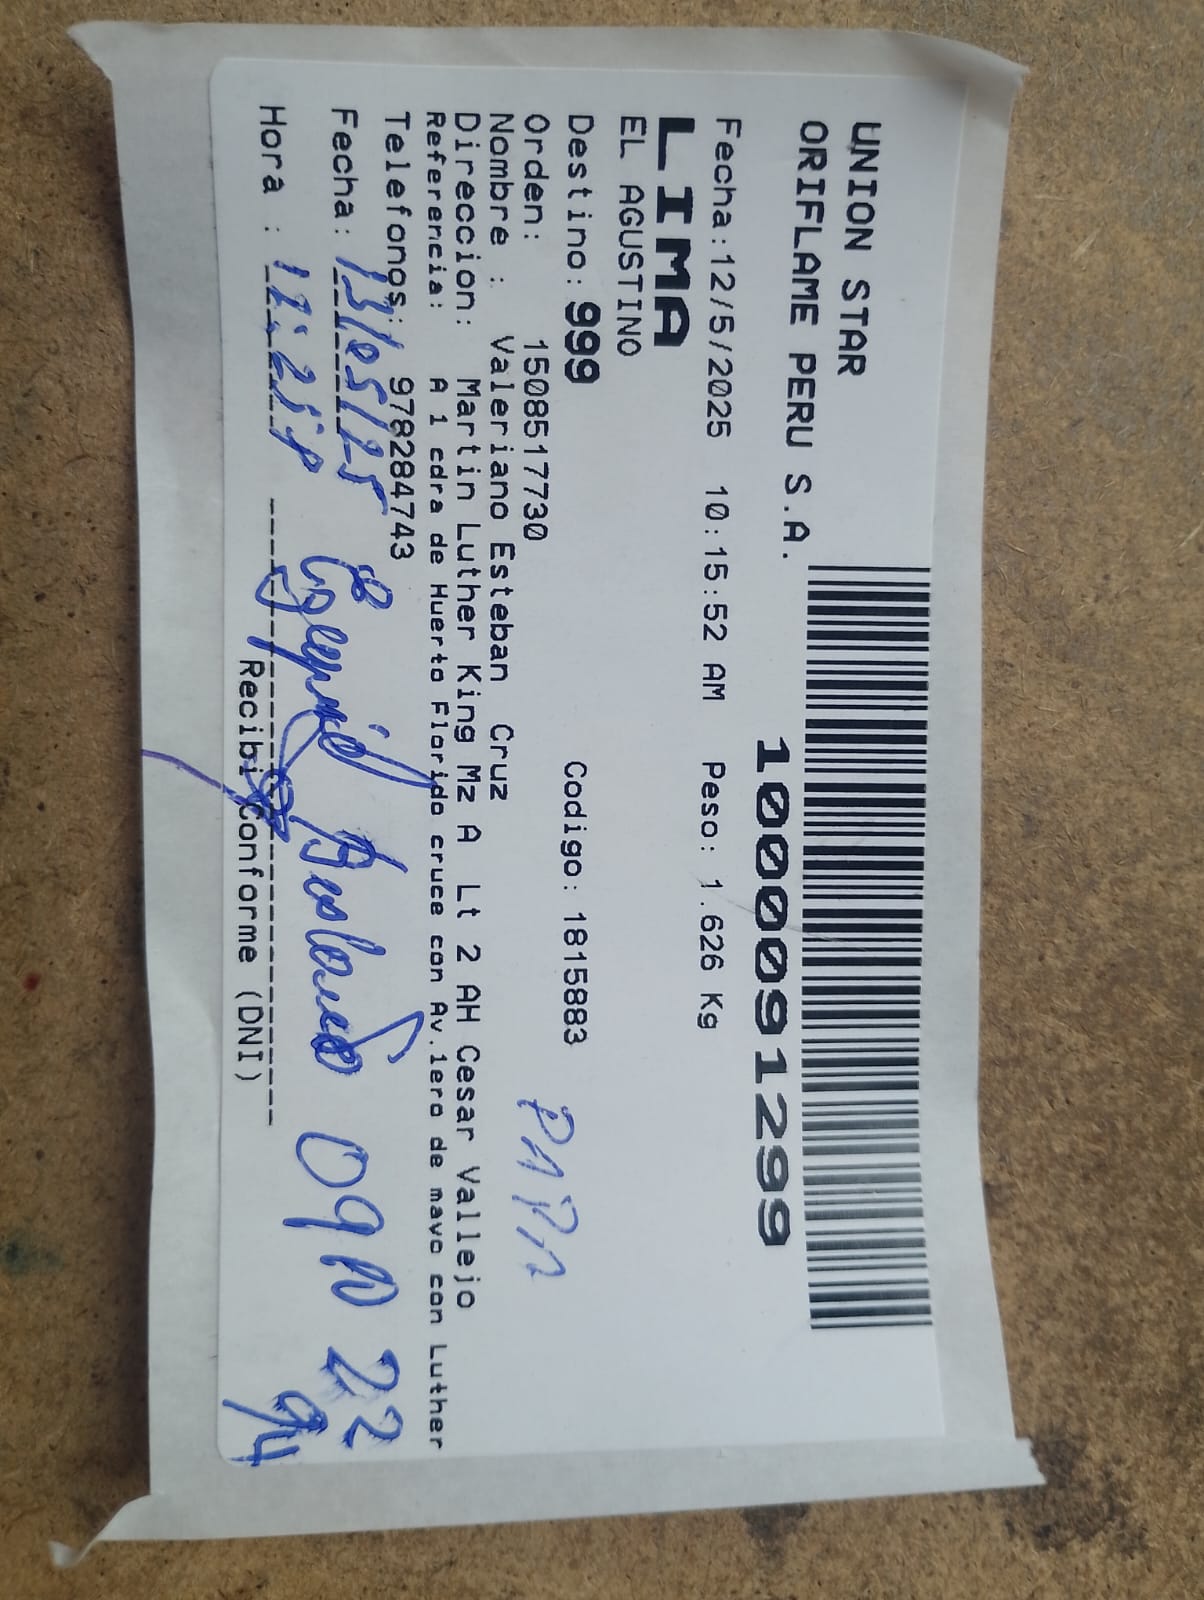 UNION STAR
ORIFLAME PERU S.A.
1000091299
Fecha:12/5/2025 10:15:52 AM Peso: 1.626 Kg
LIMA
EL AGUSTINO
Destino: 999 Codigo: 1815883
Orden: 150851773O
Nombre : Valeriano Esteban Cruz
Direccion: Martin Luther King Mz A Lt 2 AH Cesar Vallejo
Referencia: A 1 cdra de Huerto Florido cruce con Av.1ero de mayo con Luther
Telefonos: 978284743
Fecha: 13/05/25
Hora :
Recibi Conforme (DNI)